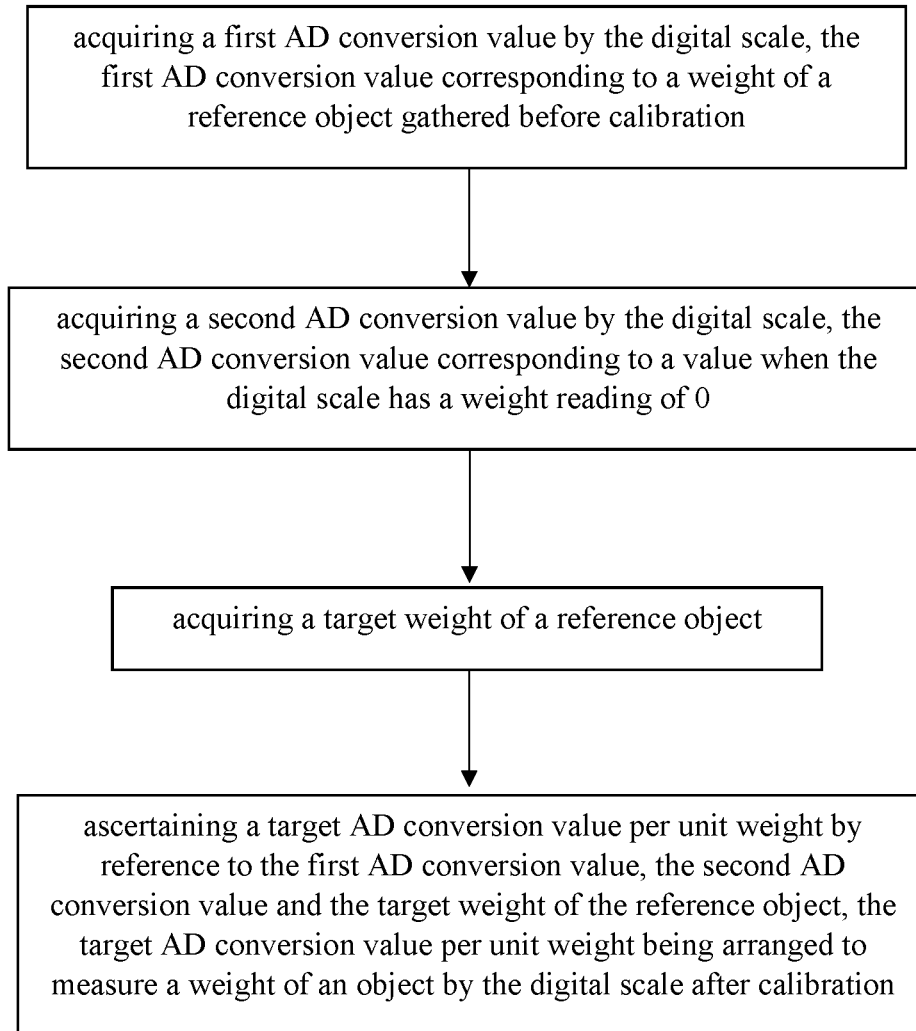 acquiring a first AD conversion value by the digital scale, the
first AD conversion value corresponding to a weight of a
reference object gathered before calibration
acquiring a second AD conversion value by the digital scale, the
second AD conversion value corresponding to a value when the
digital scale has a weight reading of 0
acquiring a target weight of a reference object
ascertaining a target AD conversion value per unit weight by
reference to the first AD conversion value, the second AD
conversion value and the target weight of the reference object, the
target AD conversion value per unit weight being arranged to
measure a weight of an object by the digital scale after calibration